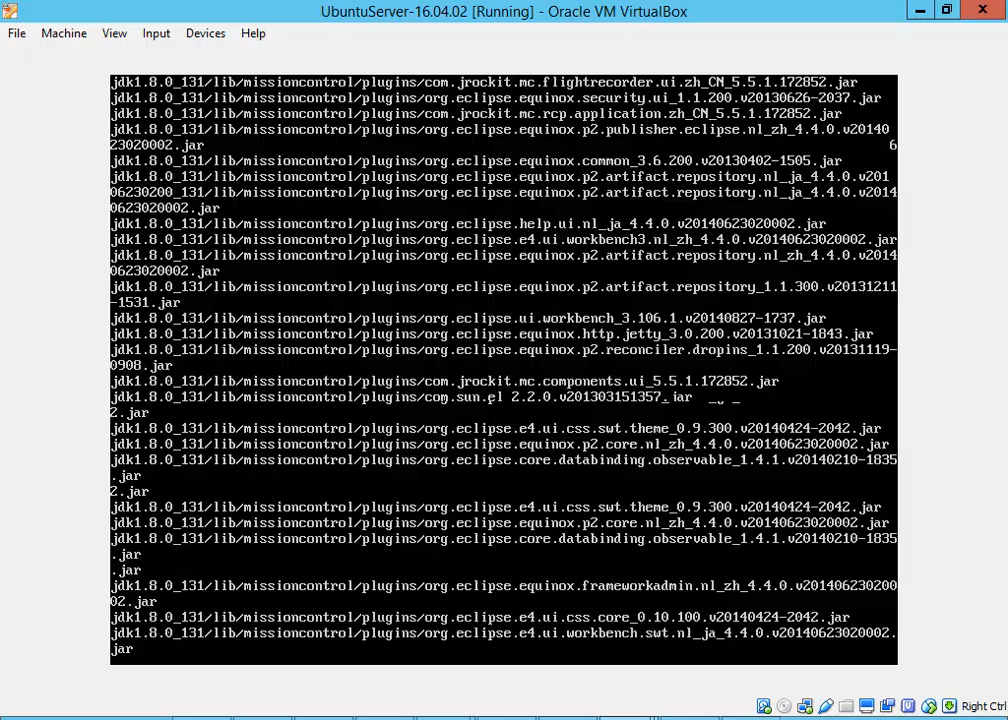 UbuntuServer-16.04.02 [Running] - Oracle VM VirtualBox
File Machine View Input Devices Help
jdk1.8.0_131/lib/missioncontrol/plugins/com.jrockit.mc.flightrecorder.ui.zh_CN_5.5.1.172852.jar
jdk1.8.0_131/lib/missioncontrol/plugins/org.eclipse.equinox.security.ui_1.1.200.v20130626-2037.jar
jdk1.8.0_131/lib/missioncontrol/plugins/com.jrockit.mc.rcp.application.zh_CN_5.5.1.172852.jar
jdk1.8.0_131/lib/missioncontrol/plugins/org.eclipse.equinox.p2.publisher.eclipse.nl_zh_4.4.0.v20140
23020002.jar 6
jdk1.8.0_131/lib/missioncontrol/plugins/org.eclipse.equinox.common_3.6.200.v20130402-1505.jar
jdk1.8.0_131/lib/missioncontrol/plugins/org.eclipse.equinox.p2.artifact.repository.nl_ja_4.4.0.v201
06230200_131/lib/missioncontrol/plugins/org.eclipse.equinox.p2.artifact.repository.nl_ja_4.4.0.v2014
0623020002.jar
jdk1.8.0_131/lib/missioncontrol/plugins/org.eclipse.help.ui.nl_ja_4.4.0.v20140623020002.jar
jdk1.8.0_131/lib/missioncontrol/plugins/org.eclipse.e4.ui.workbench3.nl_zh_4.4.0.v20140623020002.jar
jdk1.8.0_131/lib/missioncontrol/plugins/org.eclipse.equinox.p2.artifact.repository.nl_zh_4.4.0.v2014
0623020002.jar
jdk1.8.0_131/lib/missioncontrol/plugins/org.eclipse.equinox.p2.artifact.repository_1.1.300.v20131211
-1531.jar
jdk1.8.0_131/lib/missioncontrol/plugins/org.eclipse.ui.workbench_3.106.1.v20140827-1737.jar
jdk1.8.0_131/lib/missioncontrol/plugins/org.eclipse.equinox.http.jetty_3.0.200.v20131021-1843.jar
jdk1.8.0_131/lib/missioncontrol/plugins/org.eclipse.equinox.p2.reconciler.dropins_1.1.200.v20131119-
0908.jar
jdk1.8.0_131/lib/missioncontrol/plugins/com.jrockit.mc.components.ui_5.5.1.172852.jar
jdk1.8.0_131/lib/missioncontrol/plugins/com.sun.el 2.2.0.v201303151357.jar
2.jar
jdk1.8.0_131/lib/missioncontrol/plugins/org.eclipse.e4.ui.css.swt.theme_0.9.300.v20140424-2042.jar
jdk1.8.0_131/lib/missioncontrol/plugins/org.eclipse.equinox.p2.core.nl_zh_4.4.0.v20140623020002.jar
jdk1.8.0_131/lib/missioncontrol/plugins/org.eclipse.core.databinding.observable_1.4.1.v20140210-1835
.jar
2.jar
jdk1.8.0_131/lib/missioncontrol/plugins/org.eclipse.e4.ui.css.swt.theme_0.9.300.v20140424-2042.jar
jdk1.8.0_131/lib/missioncontrol/plugins/org.eclipse.equinox.p2.core.nl_zh_4.4.0.v20140623020002.jar
jdk1.8.0_131/lib/missioncontrol/plugins/org.eclipse.core.databinding.observable_1.4.1.v20140210-1835
.jar
.jar
jdk1.8.0_131/lib/missioncontrol/plugins/org.eclipse.equinox.frameworkadmin.nl_zh_4.4.0.v201406230200
02.jar
jdk1.8.0_131/lib/missioncontrol/plugins/org.eclipse.e4.ui.css.core_0.10.100.v20140424-2042.jar
jdk1.8.0_131/lib/missioncontrol/plugins/org.eclipse.e4.ui.workbench.swt.nl_ja_4.4.0.v20140623020002.
jar
Right Ctrl